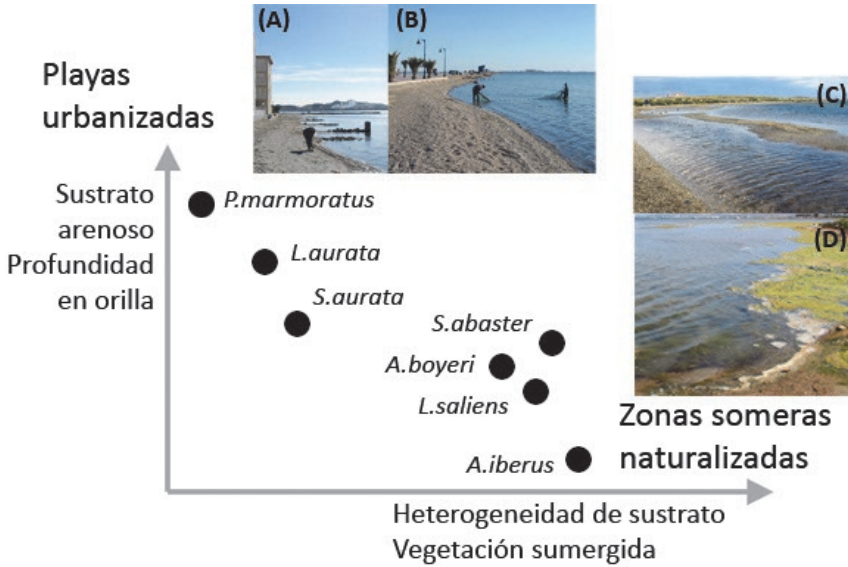 (A)
(B)
Playas
urbanizadas
(C)
Sustrato
arenoso
Profundidad
en orilla
P.marmoratus
L.aurata
S.aurata
(D)
S.abaster
A.boyeri
L.saliens
A.iberus
Zonas someras
naturalizadas
Heterogeneidad de sustrato
Vegetación sumergida